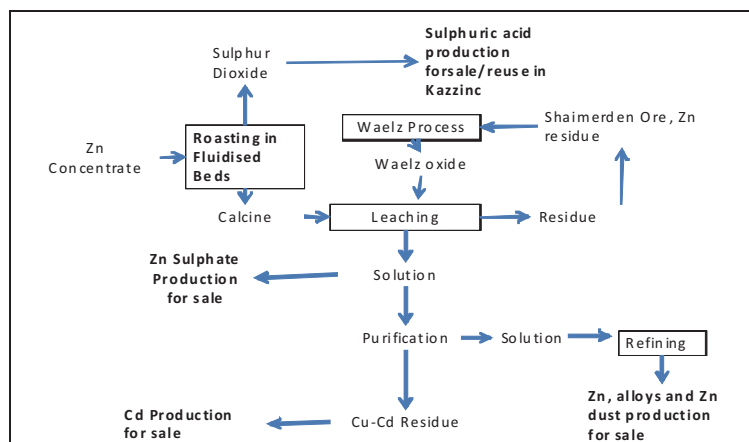 Sulphur
Dioxide
Sulphuric acid
production
forsale/reuse in
Kazzinc
Zn
Concentrate
Roasting in
Fluidised
Beds
Waelz Process
Shaimerden Ore, Zn
residue
Waelz oxide
Calcine
Leaching
Residue
Zn Sulphate
Production
for sale
Solution
Purification
Solution
Refining
Cd Production
for sale
Cu-Cd Residue
Zn, alloys and Zn
dust production
for sale